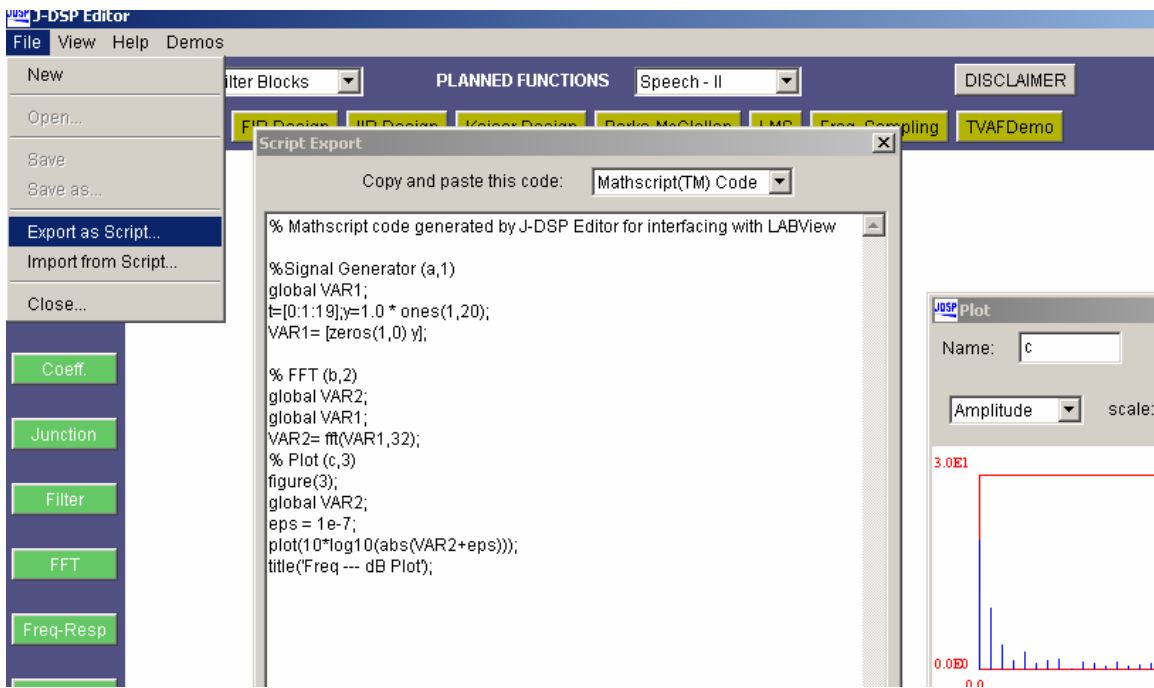 JDSP J-DSP Editor
File View Help Demos
New
Open...
Save
Save as...
Export as Script...
Import from Script...
Close...
ilter Blocks
PLANNED FUNCTIONS
Speech - II
DISCLAIMER
FIR Design IIR Design Kaiser Design Parks-McClellan LMS Freq. Sampling TVAFDemo
Script Export
Copy and paste this code: Mathscript(TM) Code
% Mathscript code generated by J-DSP Editor for interfacing with LABView
%Signal Generator (a,1)
global VAR1;
t=[0:1:19];y=1.0 * ones(1,20);
VAR1= [zeros(1,0) y];
% FFT (b,2)
global VAR2;
global VAR1;
VAR2= fft(VAR1,32);
% Plot (c,3)
figure(3);
global VAR2;
eps = 1e-7;
plot(10*log10(abs(VAR2+eps)));
title('Freq --- dB Plot');
Coeff.
Junction
Filter
FFT
Freq-Resp
JDSP Plot
Name: c
Amplitude scale:
3.0E1
0.0E0
0.0